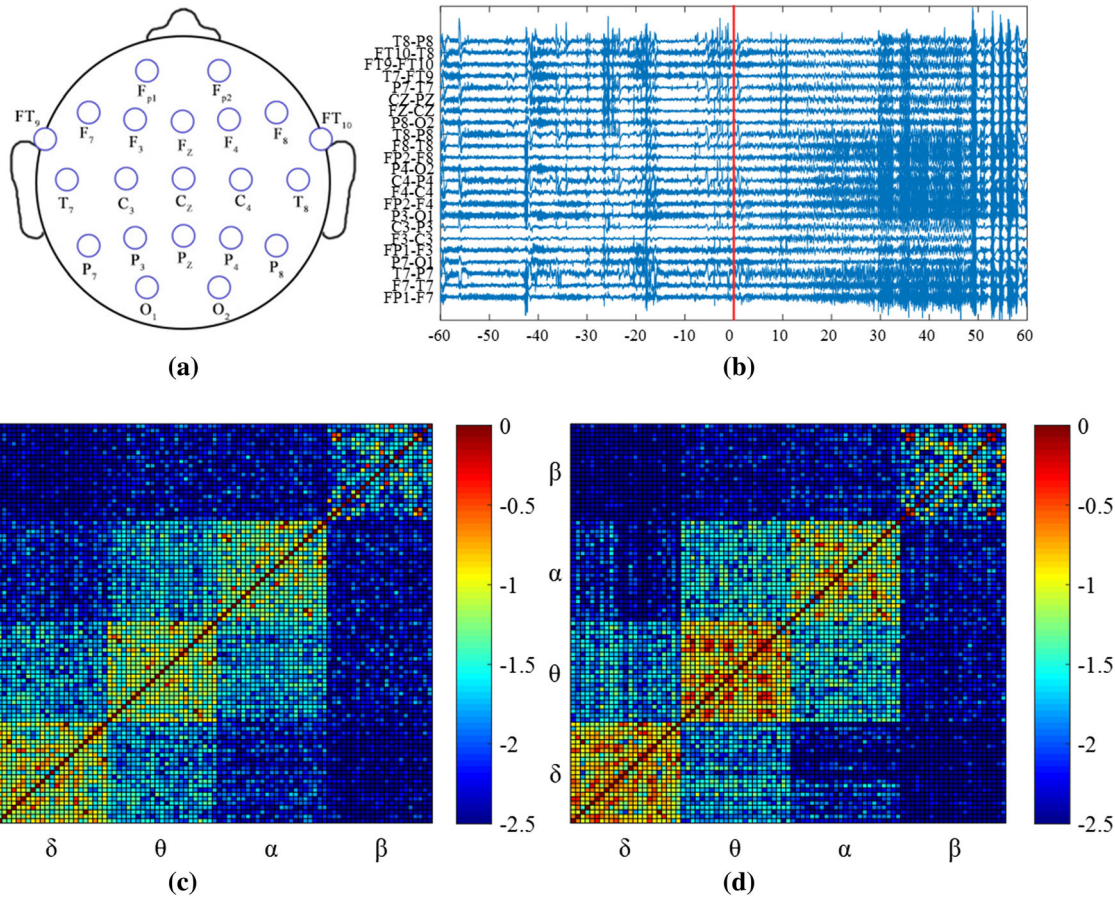 Fp1 Fp2
FT9 F7 F3 FZ F4 F8 FT10
T7 C3 CZ C4 T8
P7 P3 PZ P4 P8
O1 O2
(a)
T8-P8
FT10-T8
FT9-FT10
T7-FT9
P7-T7
CZ-PZ
FZ-CZ
P8-O2
T8-P8
F8-T8
FP2-F8
P4-O2
C4-P4
F4-C4
FP2-F4
P3-O1
C3-P3
F3-C3
FP1-F3
P7-O1
T7-P7
F7-T7
FP1-F7
-60 -50 -40 -30 -20 -10 0 10 20 30 40 50 60
(b)
0
-0.5
-1
-1.5
-2
-2.5
δ θ α β
(c)
β
α
θ
δ
0
-0.5
-1
-1.5
-2
-2.5
δ θ α β
(d)